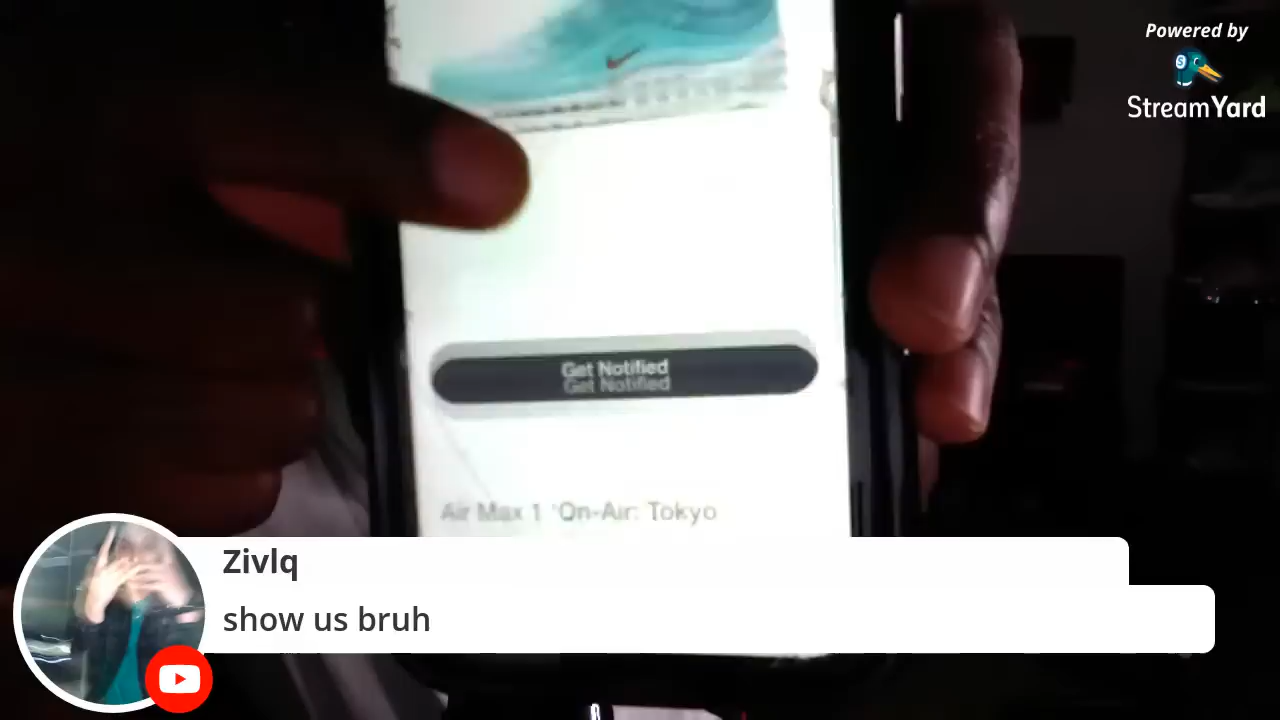 Powered by
StreamYard
Get Notified
Get Notified
Air Max 1 'On-Air: Tokyo
Zivlq
show us bruh